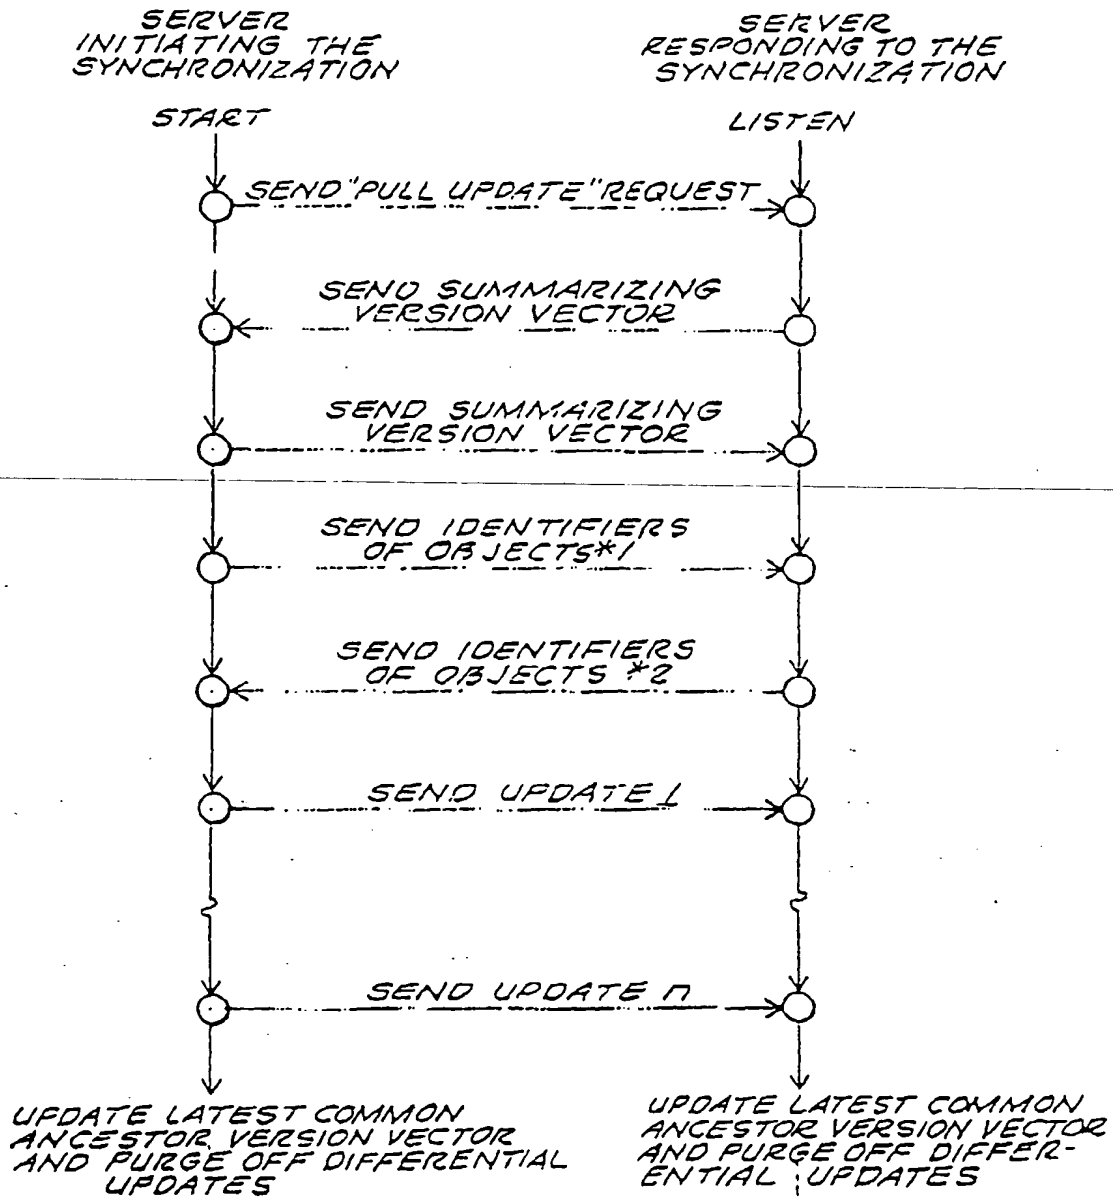 SERVER
INITIATING THE
SYNCHRONIZATION
SERVER
RESPONDING TO THE
SYNCHRONIZATION
START
LISTEN
SEND "PULL UPDATE" REQUEST
SEND SUMMARIZING
VERSION VECTOR
SEND SUMMARIZING
VERSION VECTOR
SEND IDENTIFIERS
OF OBJECTS*1
SEND IDENTIFIERS
OF OBJECTS *2
SEND UPDATE 1
SEND UPDATE n
UPDATE LATEST COMMON
ANCESTOR VERSION VECTOR
AND PURGE OFF DIFFERENTIAL
UPDATES
UPDATE LATEST COMMON
ANCESTOR VERSION VECTOR
AND PURGE OFF DIFFER-
ENTIAL UPDATES